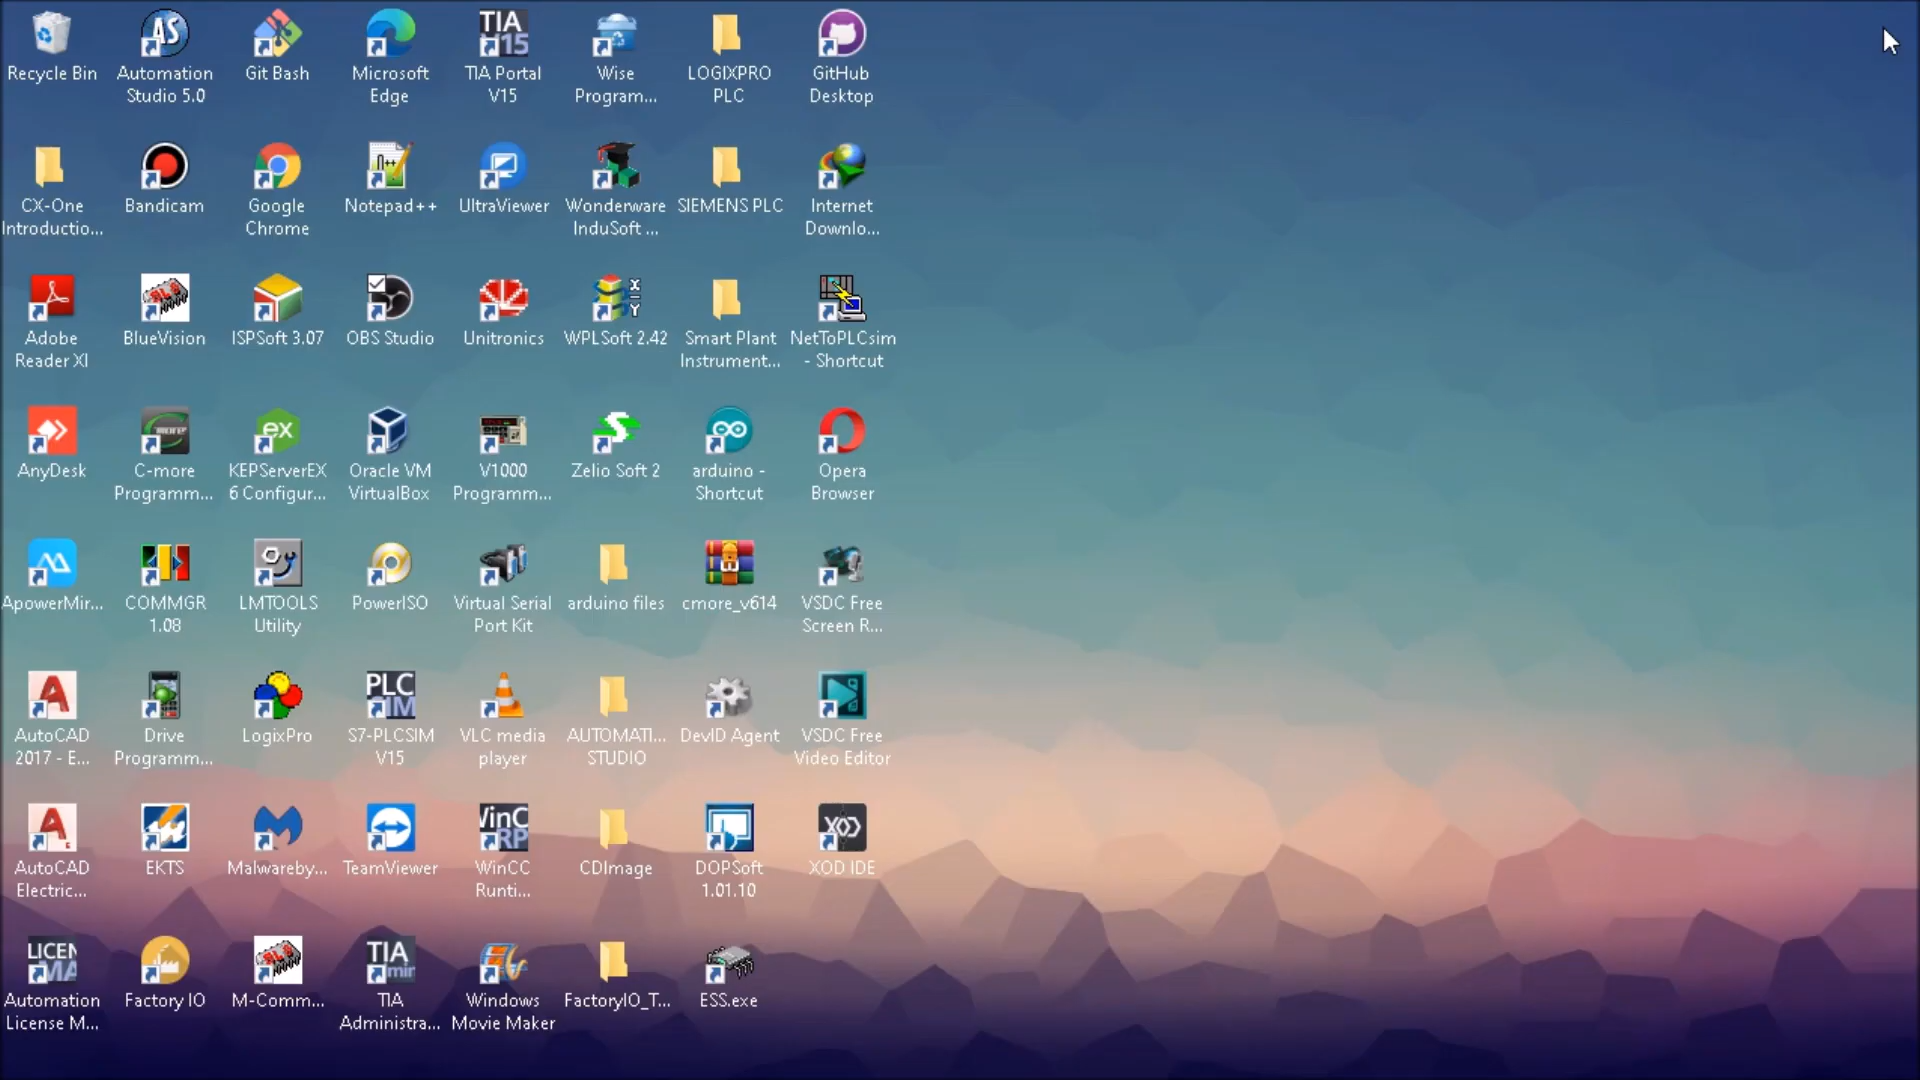 Recycle Bin
Automation
Studio 5.0
Git Bash
Microsoft
Edge
TIA Portal
V15
Wise
Program...
LOGIXPRO
PLC
GitHub
Desktop
CX-One
Introductio...
Bandicam
Google
Chrome
Notepad++
UltraViewer
Wonderware
InduSoft ...
SIEMENS PLC
Internet
Downlo...
Adobe
Reader XI
BlueVision
ISPSoft 3.07
OBS Studio
Unitronics
WPLSoft 2.42
Smart Plant
Instrument...
NetToPLCsim
- Shortcut
AnyDesk
C-more
Programm...
KEPServerEX
6 Configur...
Oracle VM
VirtualBox
V1000
Programm...
Zelio Soft 2
arduino -
Shortcut
Opera
Browser
ApowerMir...
COMMGR
1.08
LMTOOLS
Utility
PowerISO
Virtual Serial
Port Kit
arduino files
cmore_v614
VSDC Free
Screen R...
AutoCAD
2017 - E...
Drive
Programm...
LogixPro
S7-PLCSIM
V15
VLC media
player
AUTOMATI...
STUDIO
DevID Agent
VSDC Free
Video Editor
AutoCAD
Electric...
EKTS
Malwareby...
TeamViewer
WinCC
Runti...
CDImage
DOPSoft
1.01.10
XOD IDE
Automation
License M...
Factory IO
M-Comm...
TIA
Administra...
Windows
Movie Maker
FactoryIO_T...
ESS.exe